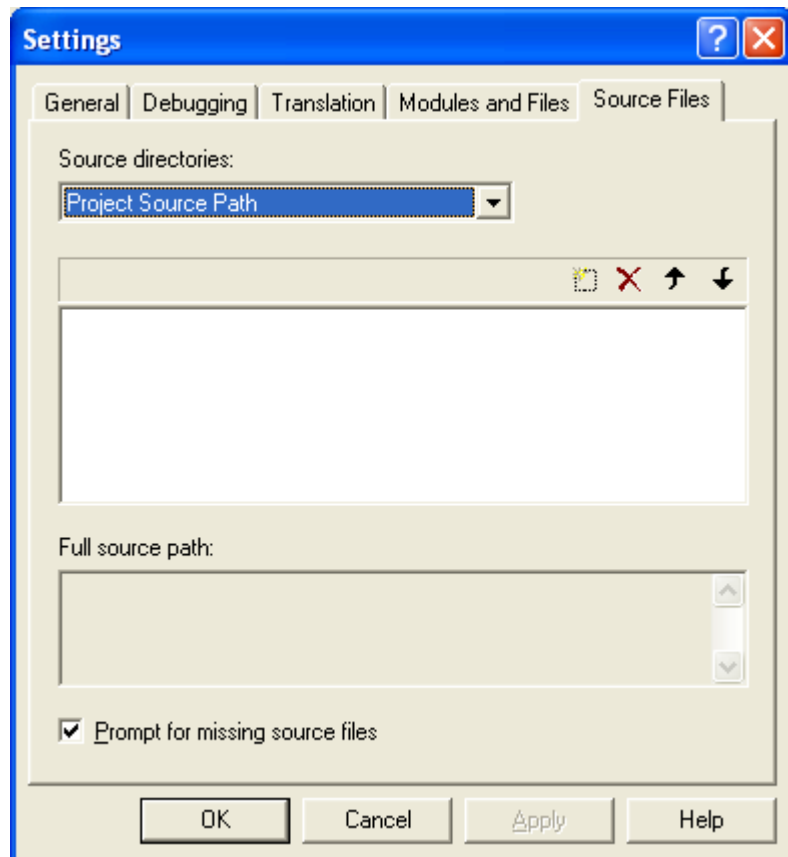 Settings
General Debugging Translation Modules and Files Source Files
Source directories:
Project Source Path
Full source path:
Prompt for missing source files
OK Cancel Apply Help